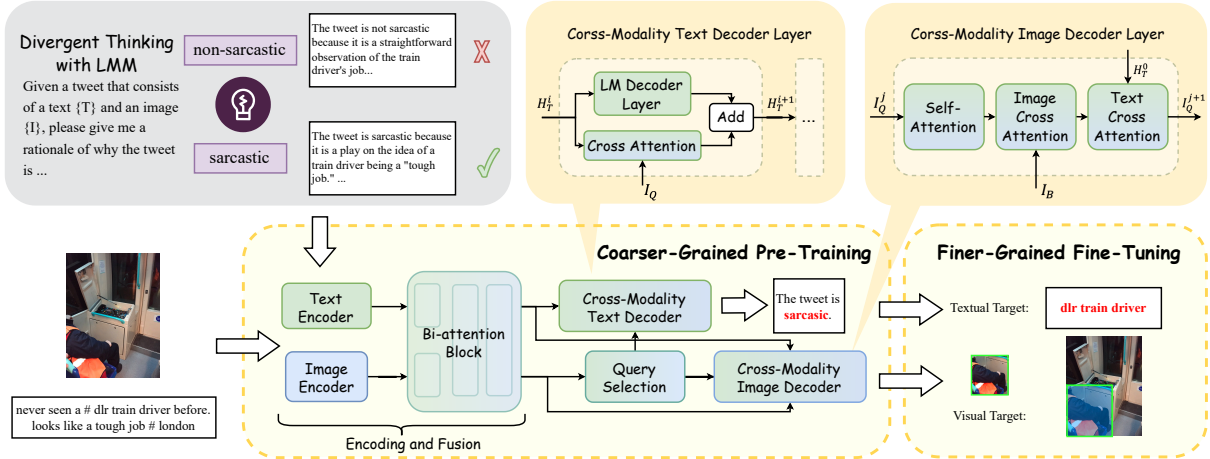 Divergent Thinking
with LMM
Given a tweet that consists
of a text {T} and an image
{I}, please give me a
rationale of why the tweet
is ...
non-sarcastic
sarcastic
The tweet is not sarcastic
because it is a straightforward
observation of the train
driver's job...
X
The tweet is sarcastic because
it is a play on the idea of a
train driver being a "tough
job." ...
Corss-Modality Text Decoder Layer
H_T^i
LM Decoder
Layer
Cross Attention
Add
H_T^{i+1}
...
I_Q
Corss-Modality Image Decoder Layer
H_T^0
I_Q^j
Self-
Attention
Image
Cross
Attention
Text
Cross
Attention
I_Q^{j+1}
I_B
Coarser-Grained Pre-Training
Text
Encoder
Image
Encoder
Bi-attention
Block
Cross-Modality
Text Decoder
The tweet is
sarcasic.
Query
Selection
Cross-Modality
Image Decoder
Encoding and Fusion
never seen a # dlr train driver before.
looks like a tough job # london
Finer-Grained Fine-Tuning
Textual Target:
dlr train driver
Visual Target: